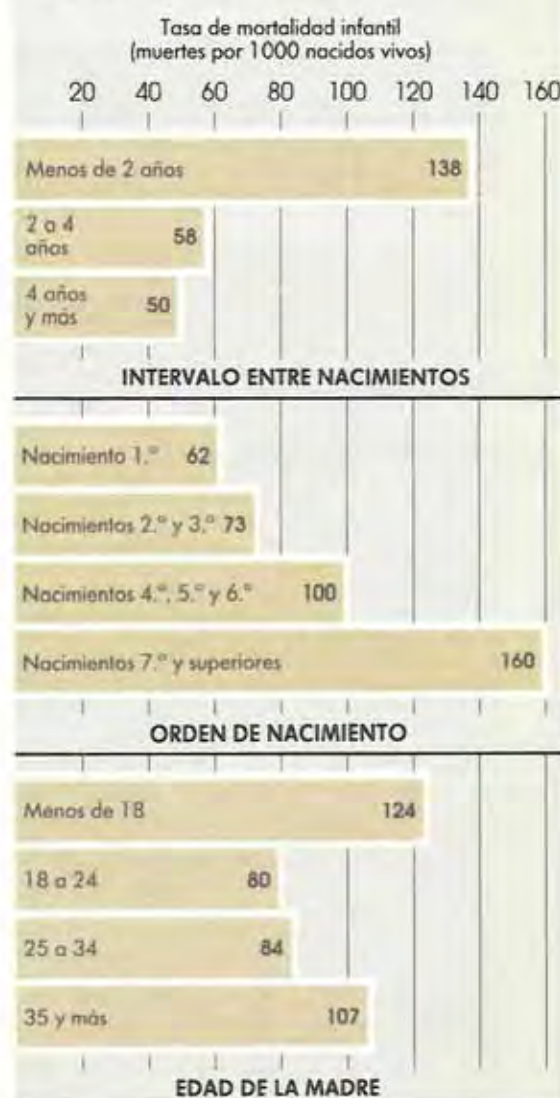 Tasa de mortalidad infantil
(muertes por 1000 nacidos vivos)
20 40 60 80 100 120 140 160
Menos de 2 años 138
2 a 4
años 58
4 años
y más 50
INTERVALO ENTRE NACIMIENTOS
Nacimiento 1.º 62
Nacimientos 2.º y 3.º 73
Nacimientos 4.º, 5.º y 6.º 100
Nacimientos 7.º y superiores 160
ORDEN DE NACIMIENTO
Menos de 18 124
18 a 24 80
25 a 34 84
35 y más 107
EDAD DE LA MADRE